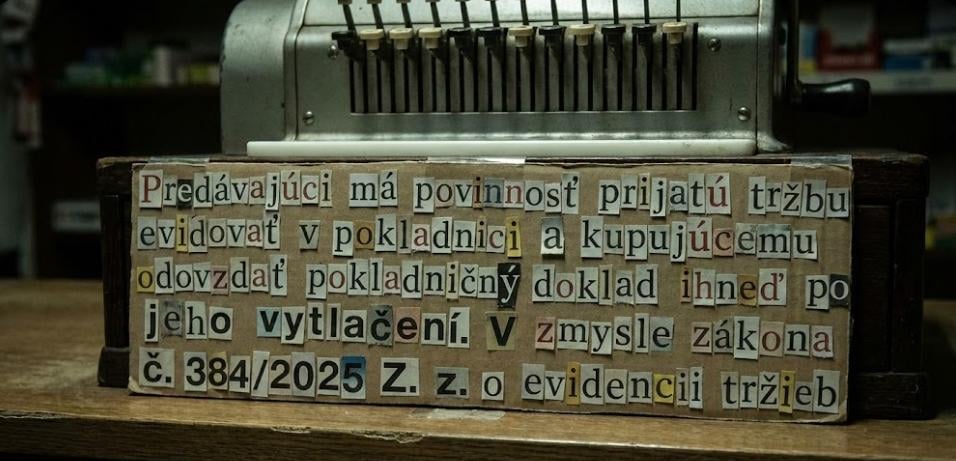 Predávajúci má povinnosť prijatú tržbu
evidovať v pokladnici a kupujúcemu
odovzdať pokladničný doklad ihneď po
jeho vytlačení. V zmysle zákona
č. 384/2025 Z. z. o evidencii tržieb